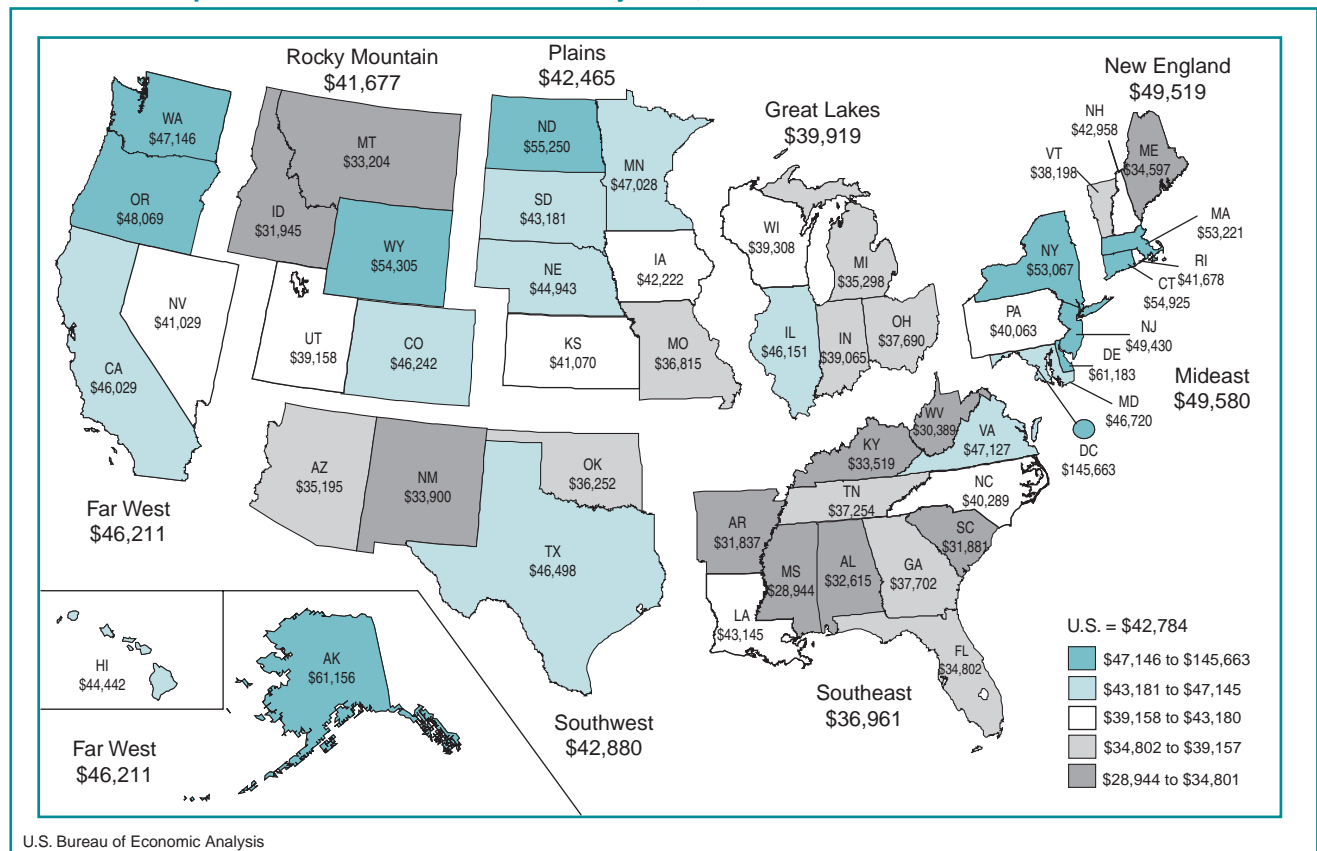 Rocky Mountain
$41,677
Plains
$42,465
Great Lakes
$39,919
New England
$49,519
WA
$47,146
OR
$48,069
CA
$46,029
NV
$41,029
Far West
$46,211
MT
$33,204
ID
$31,945
WY
$54,305
UT
$39,158
CO
$46,242
ND
$55,250
MN
$47,028
SD
$43,181
NE
$44,943
IA
$42,222
KS
$41,070
MO
$36,815
WI
$39,308
MI
$35,298
IL
$46,151
IN
$39,065
OH
$37,690
NH
$42,958
VT
$38,198
ME
$34,597
MA
$53,221
RI
$41,678
CT
$54,925
NY
$53,067
PA
$40,063
NJ
$49,430
DE
$61,183
MD
$46,720
DC
$145,663
Mideast
$49,580
AZ
$35,195
NM
$33,900
OK
$36,252
TX
$46,498
Southwest
$42,880
WV
$30,389
VA
$47,127
KY
$33,519
TN
$37,254
NC
$40,289
AR
$31,837
SC
$31,881
MS
$28,944
AL
$32,615
GA
$37,702
LA
$43,145
FL
$34,802
Southeast
$36,961
HI
$44,442
AK
$61,156
Far West
$46,211
U.S. = $42,784
$47,146 to $145,663
$43,181 to $47,145
$39,158 to $43,180
$34,802 to $39,157
$28,944 to $34,801
U.S. Bureau of Economic Analysis